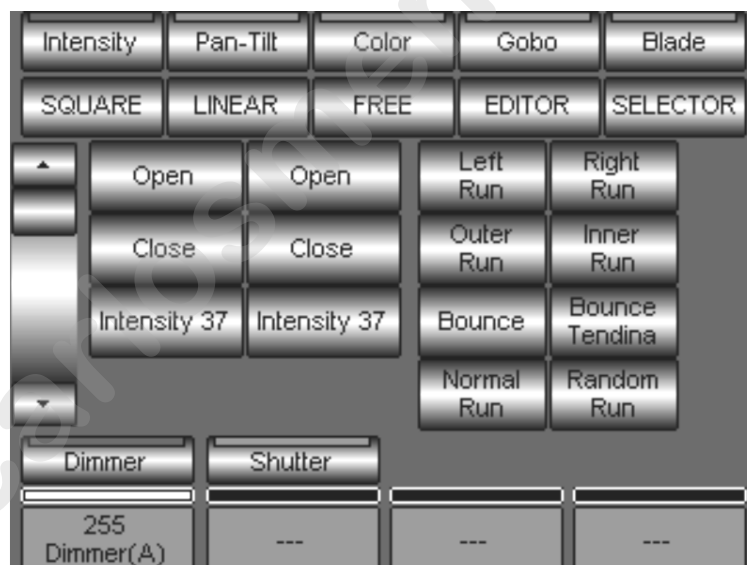 Intensity Pan-Tilt Color Gobo Blade
SQUARE LINEAR FREE EDITOR SELECTOR
Open Open Left Run Right Run
Close Close Outer Run Inner Run
Intensity 37 Intensity 37 Bounce Bounce Tendina
Normal Run Random Run
Dimmer Shutter
255 Dimmer(A) --- --- ---
carlosmen